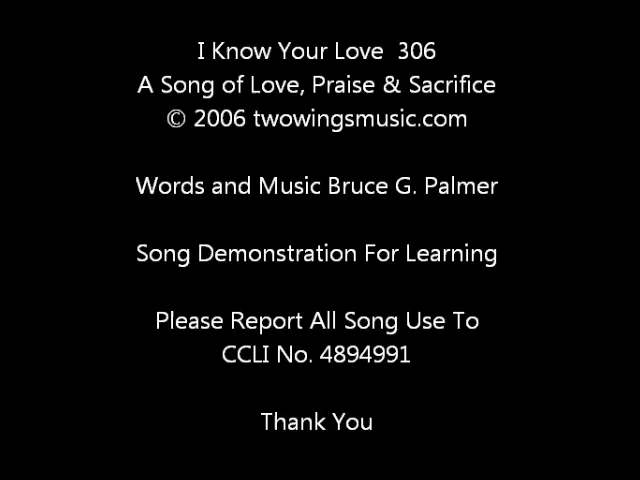 I Know Your Love  306
A Song of Love, Praise & Sacrifice
© 2006 twowingsmusic.com
Words and Music Bruce G. Palmer
Song Demonstration For Learning
Please Report All Song Use To
CCLI No. 4894991
Thank You